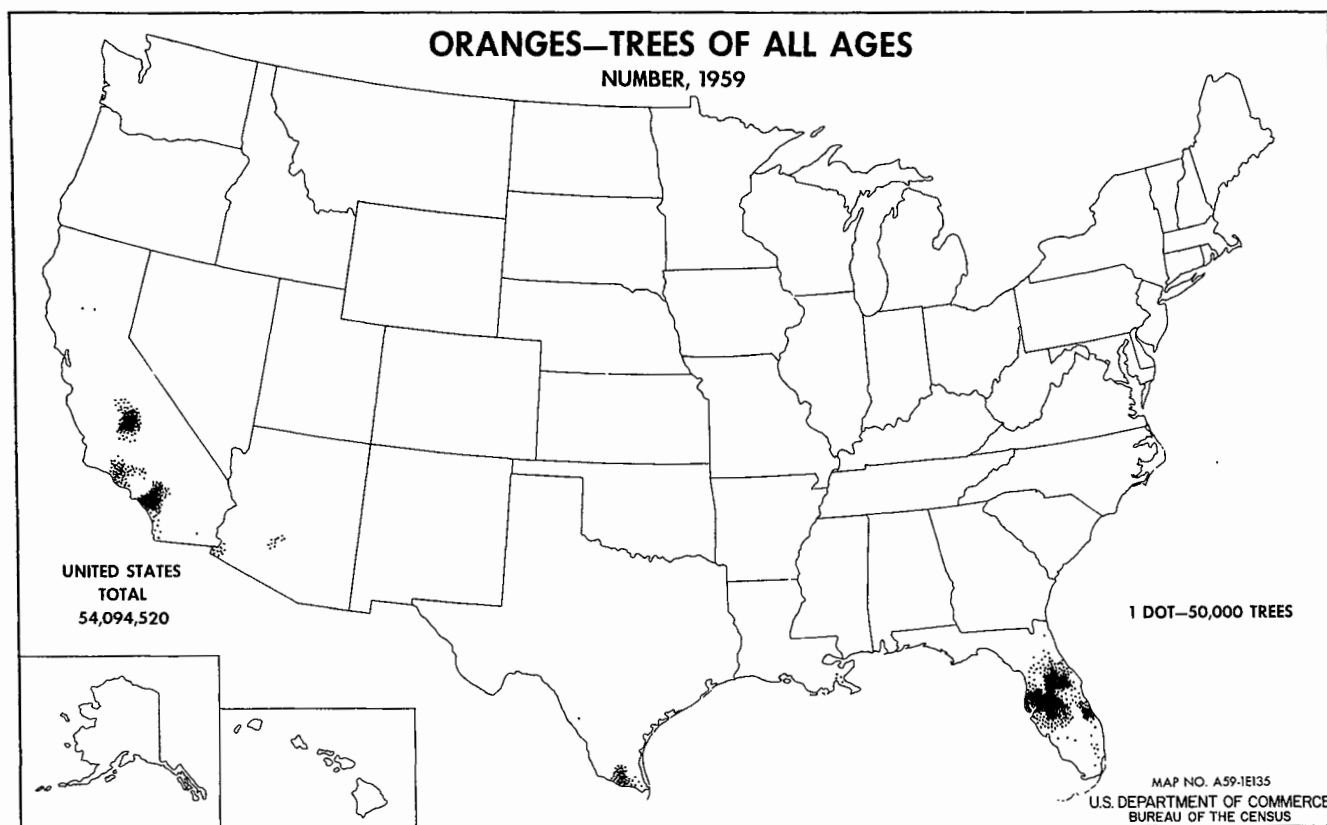 ORANGES—TREES OF ALL AGES
NUMBER, 1959
UNITED STATES
TOTAL
54,094,520
1 DOT—50,000 TREES
MAP NO. A59-1E135
U.S. DEPARTMENT OF COMMERCE
BUREAU OF THE CENSUS